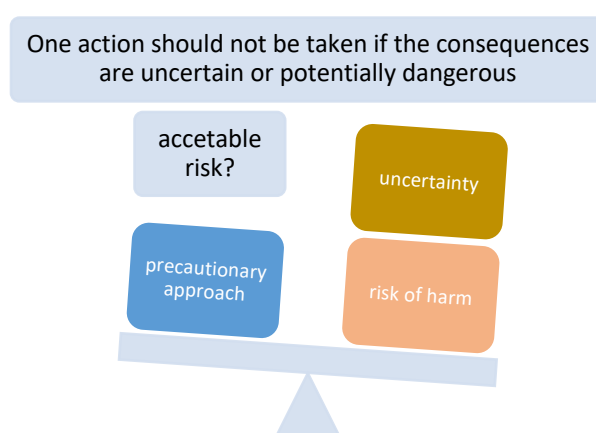 One action should not be taken if the consequences
are uncertain or potentially dangerous
accetable
risk?
uncertainty
precautionary
approach
risk of harm